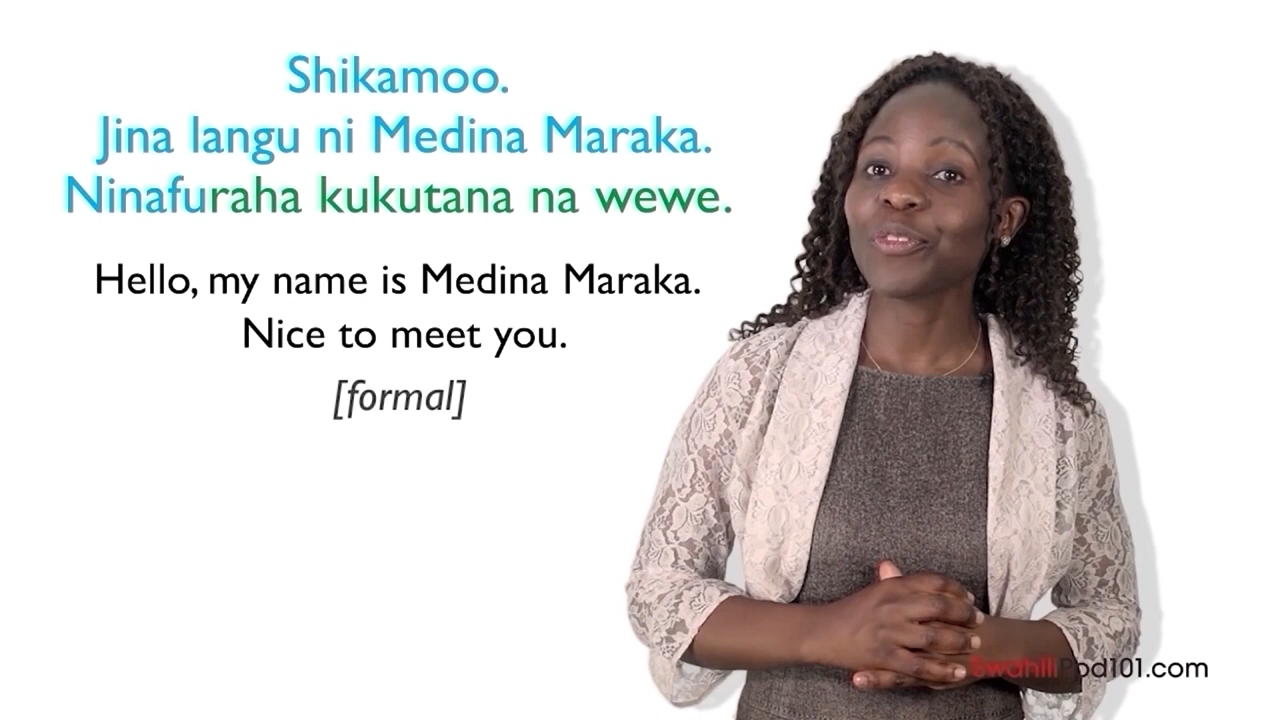 Shikamoo.
Jina langu ni Medina Maraka.
Ninafuraha kukutana na wewe.
Hello, my name is Medina Maraka.
Nice to meet you.
[formal]
SwahiliPod101.com